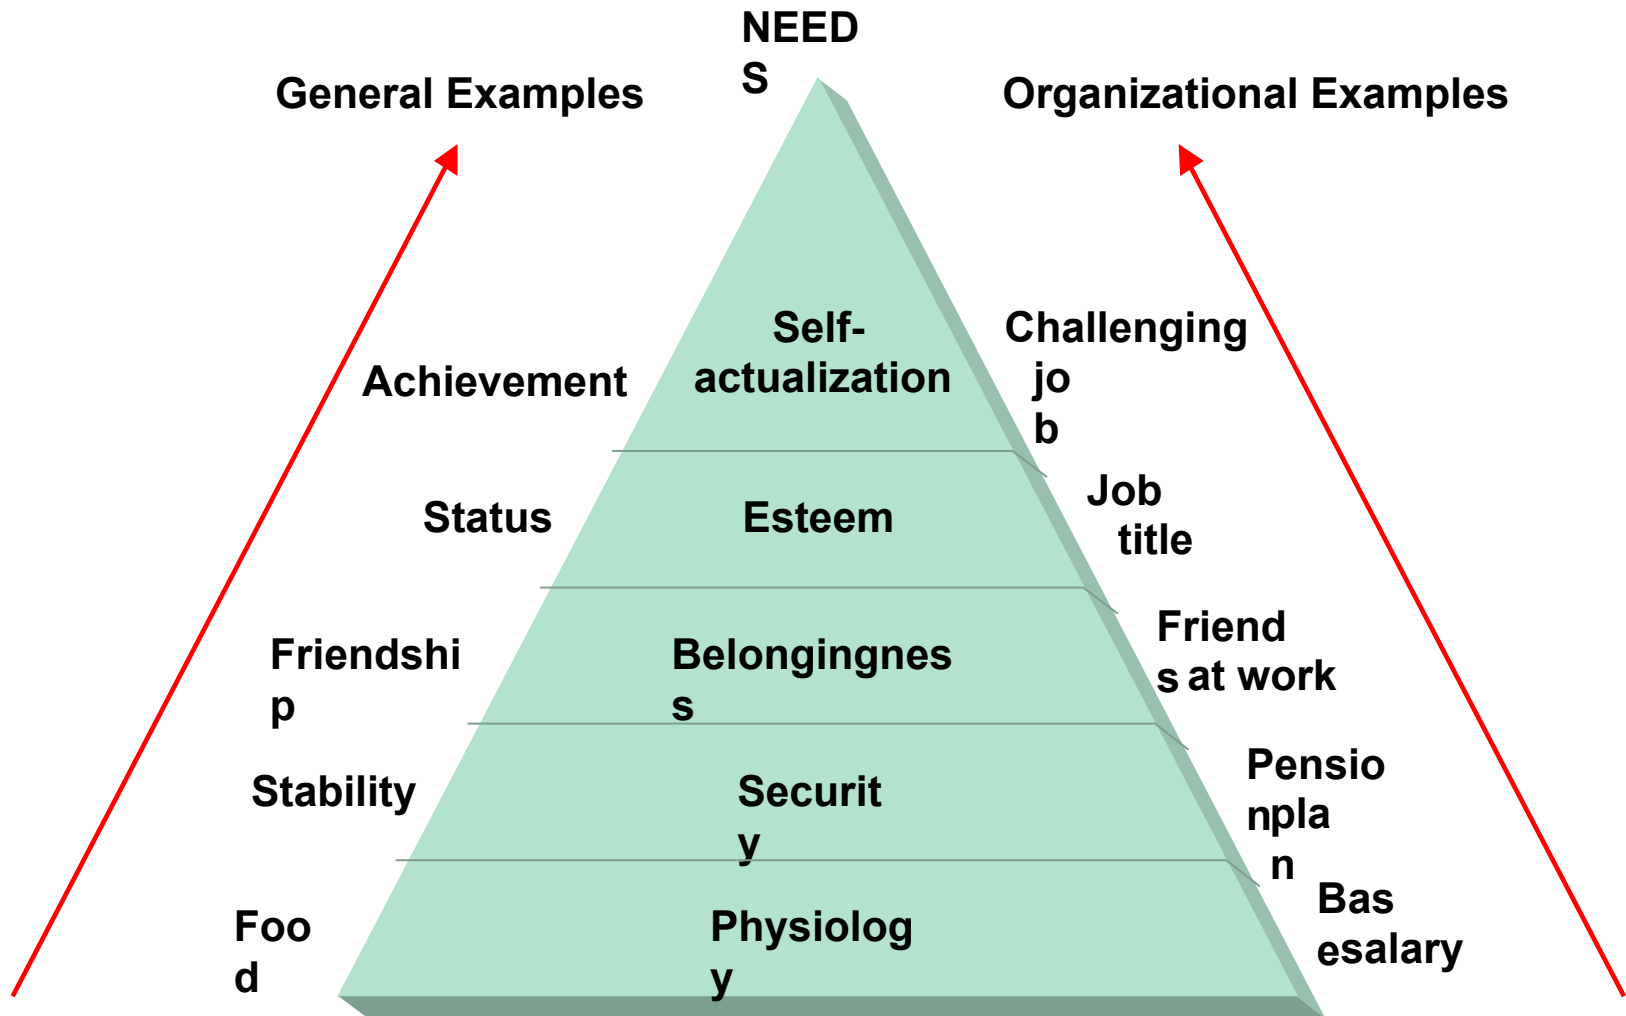 NEED
S
General Examples
Organizational Examples
Self-
actualization
Achievement
Challenging
jo
b
Status
Esteem
Job
title
Friendshi
p
Belongingnes
s
Friend
s at work
Stability
Securit
y
Pensio
npla
n
Foo
d
Physiolog
y
Bas
esalary